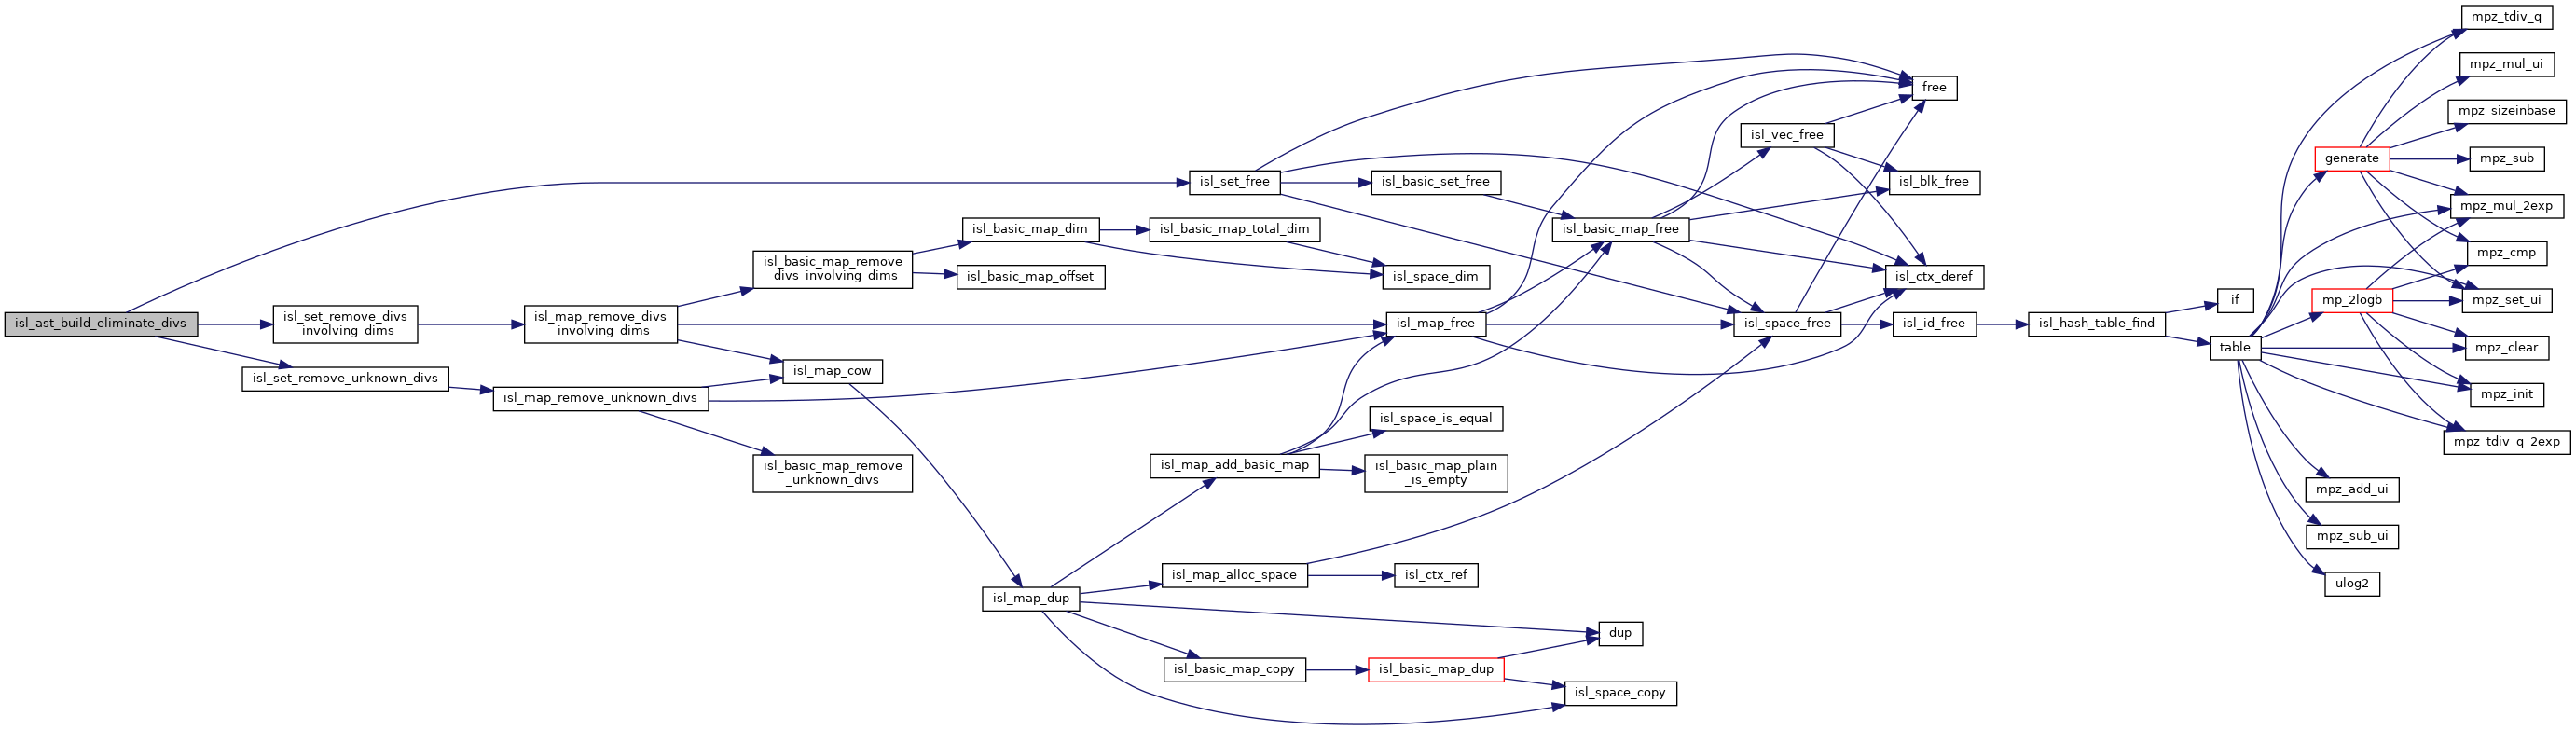 isl_ast_build_eliminate_divs
isl_set_free
isl_set_remove_divs
_involving_dims
isl_set_remove_unknown_divs
isl_map_remove_divs
_involving_dims
isl_map_remove_unknown_divs
isl_basic_map_remove
_divs_involving_dims
isl_map_cow
isl_basic_map_remove
_unknown_divs
isl_basic_map_dim
isl_basic_map_offset
isl_map_dup
isl_basic_map_total_dim
isl_map_add_basic_map
isl_map_alloc_space
isl_basic_map_copy
isl_basic_set_free
isl_space_dim
isl_map_free
isl_space_is_equal
isl_basic_map_plain
_is_empty
isl_ctx_ref
isl_basic_map_dup
isl_basic_map_free
dup
isl_space_copy
isl_vec_free
isl_space_free
free
isl_blk_free
isl_ctx_deref
isl_id_free
isl_hash_table_find
if
table
generate
mp_2logb
mpz_add_ui
mpz_sub_ui
ulog2
mpz_tdiv_q
mpz_mul_ui
mpz_sizeinbase
mpz_sub
mpz_mul_2exp
mpz_cmp
mpz_set_ui
mpz_clear
mpz_init
mpz_tdiv_q_2exp